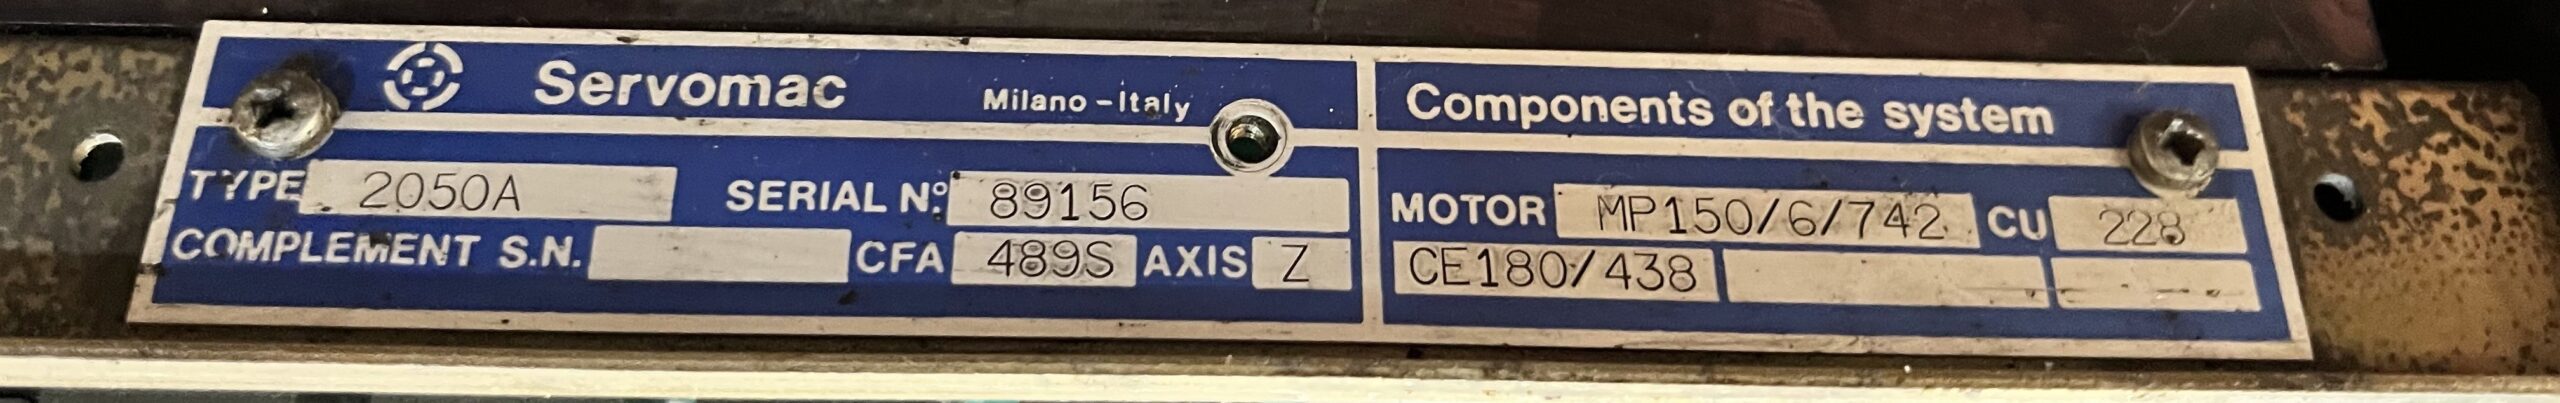 Servomac Milano - Italy
TYPE 2050A SERIAL Nº. 89156
COMPLEMENT S.N. CFA 489S AXIS Z
Components of the system
MOTOR MP150/6/742 CU 228
CE180/438